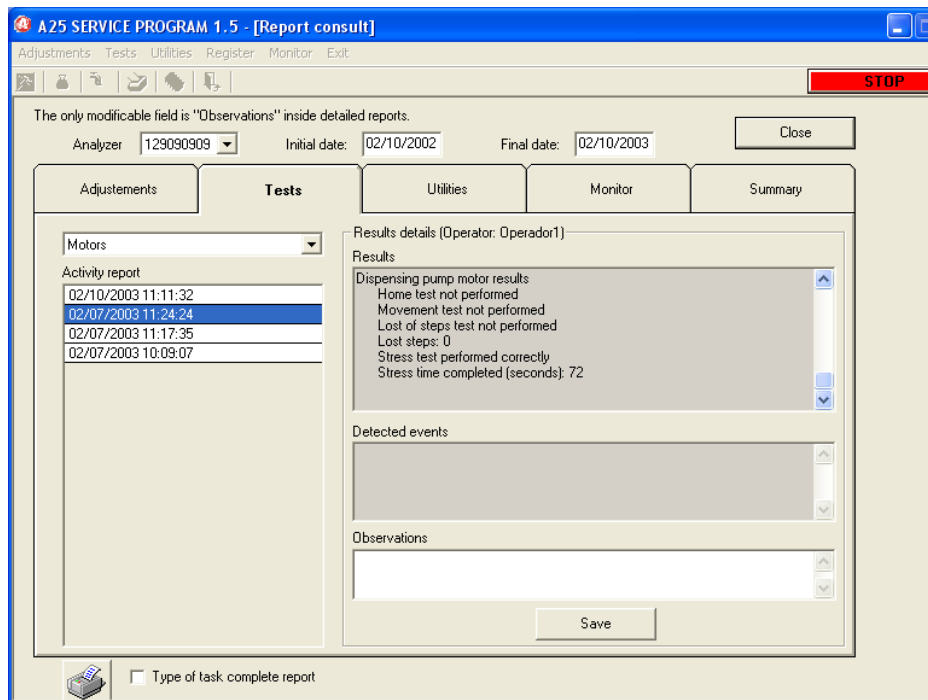 A25 SERVICE PROGRAM 1.5 - [Report consult]
Adjustments Tests Utilities Register Monitor Exit
STOP
The only modificable field is "Observations" inside detailed reports.
Analyzer 129090909 Initial date: 02/10/2002 Final date: 02/10/2003 Close
Adjustements Tests Utilities Monitor Summary
Motors
Activity report
02/10/2003 11:11:32
02/07/2003 11:24:24
02/07/2003 11:17:35
02/07/2003 10:09:07
Results details (Operator: Operador1)
Results
Dispensing pump motor results
Home test not performed
Movement test not performed
Lost of steps test not performed
Lost steps: 0
Stress test performed correctly
Stress time completed (seconds): 72
Detected events
Observations
Save
Type of task complete report